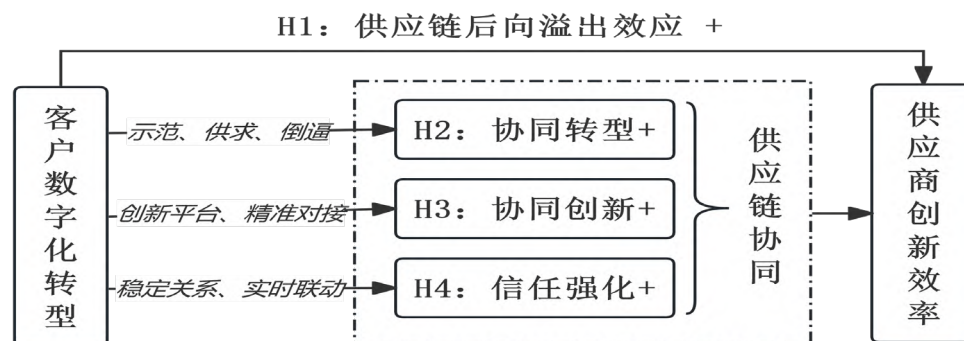 H1：供应链后向溢出效应 +
客户数字化转型
示范、供求、倒逼
H2：协同转型+
创新平台、精准对接
H3：协同创新+
稳定关系、实时联动
H4：信任强化+
供应链协同
供应商创新效率